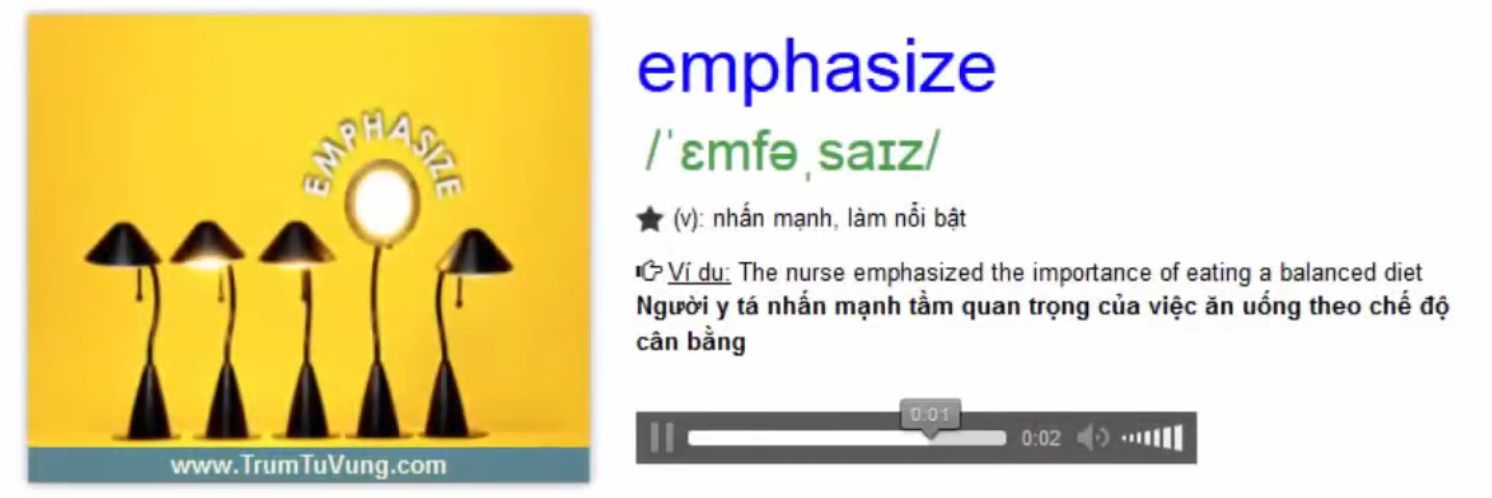 EMPHASIZE
www.TrumTuVung.com
emphasize
/ˈɛmfəˌsaɪz/
(v): nhấn mạnh, làm nổi bật
Ví du: The nurse emphasized the importance of eating a balanced diet
Người y tá nhấn mạnh tầm quan trọng của việc ăn uống theo chế độ
cân bằng
0:01
0:02